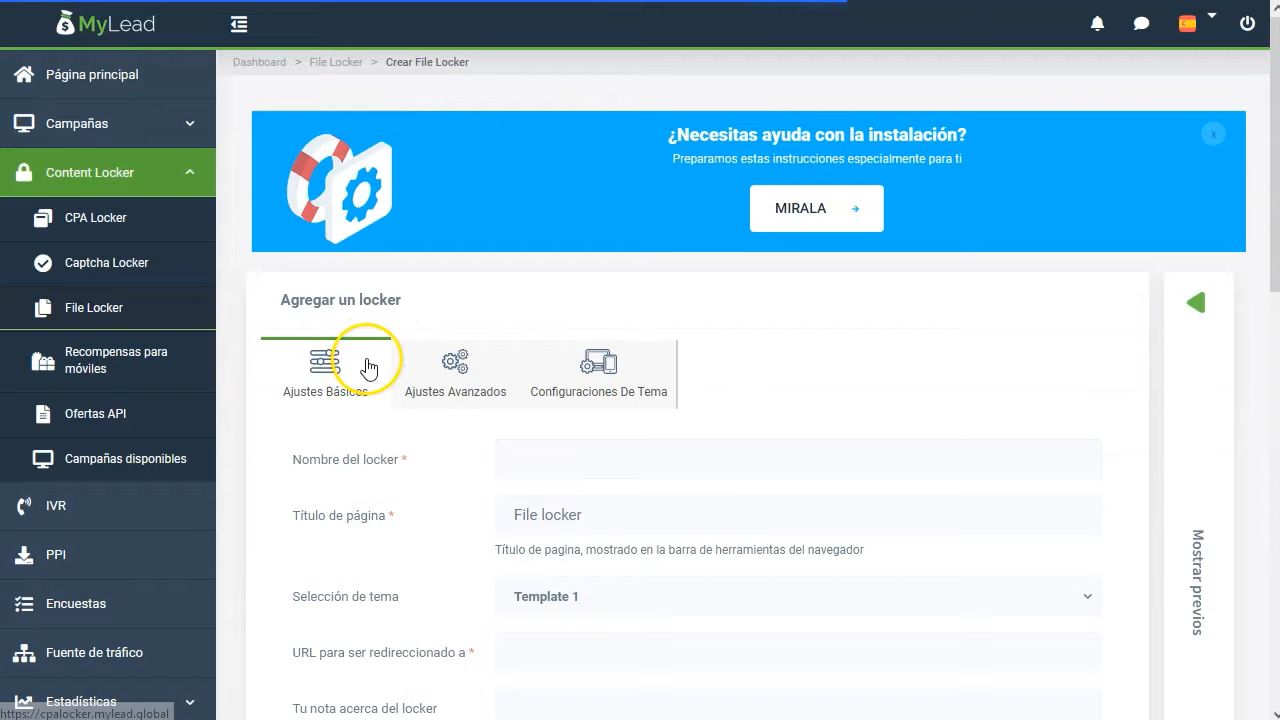 MyLead
Dashboard > File Locker > Crear File Locker
Página principal
Campañas
Content Locker
CPA Locker
Captcha Locker
File Locker
Recompensas para
móviles
Ofertas API
Campañas disponibles
IVR
PPI
Encuestas
Fuente de tráfico
Estadísticas
https://cpalocker.mylead.global
¿Necesitas ayuda con la instalación?
Preparamos estas instrucciones especialmente para ti
x
MIRALA
Agregar un locker
Ajustes Básicos
Ajustes Avanzados
Configuraciones De Tema
Nombre del locker *
Título de página *
File locker
Título de pagina, mostrado en la barra de herramientas del navegador
Selección de tema
Template 1
URL para ser redireccionado a *
Tu nota acerca del locker
Mostrar previos